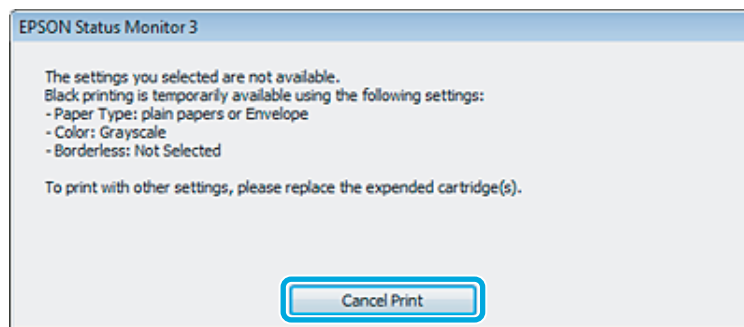 EPSON Status Monitor 3
The settings you selected are not available.
Black printing is temporarily available using the following settings:
- Paper Type: plain papers or Envelope
- Color: Grayscale
- Borderless: Not Selected
To print with other settings, please replace the expended cartridge(s).
Cancel Print